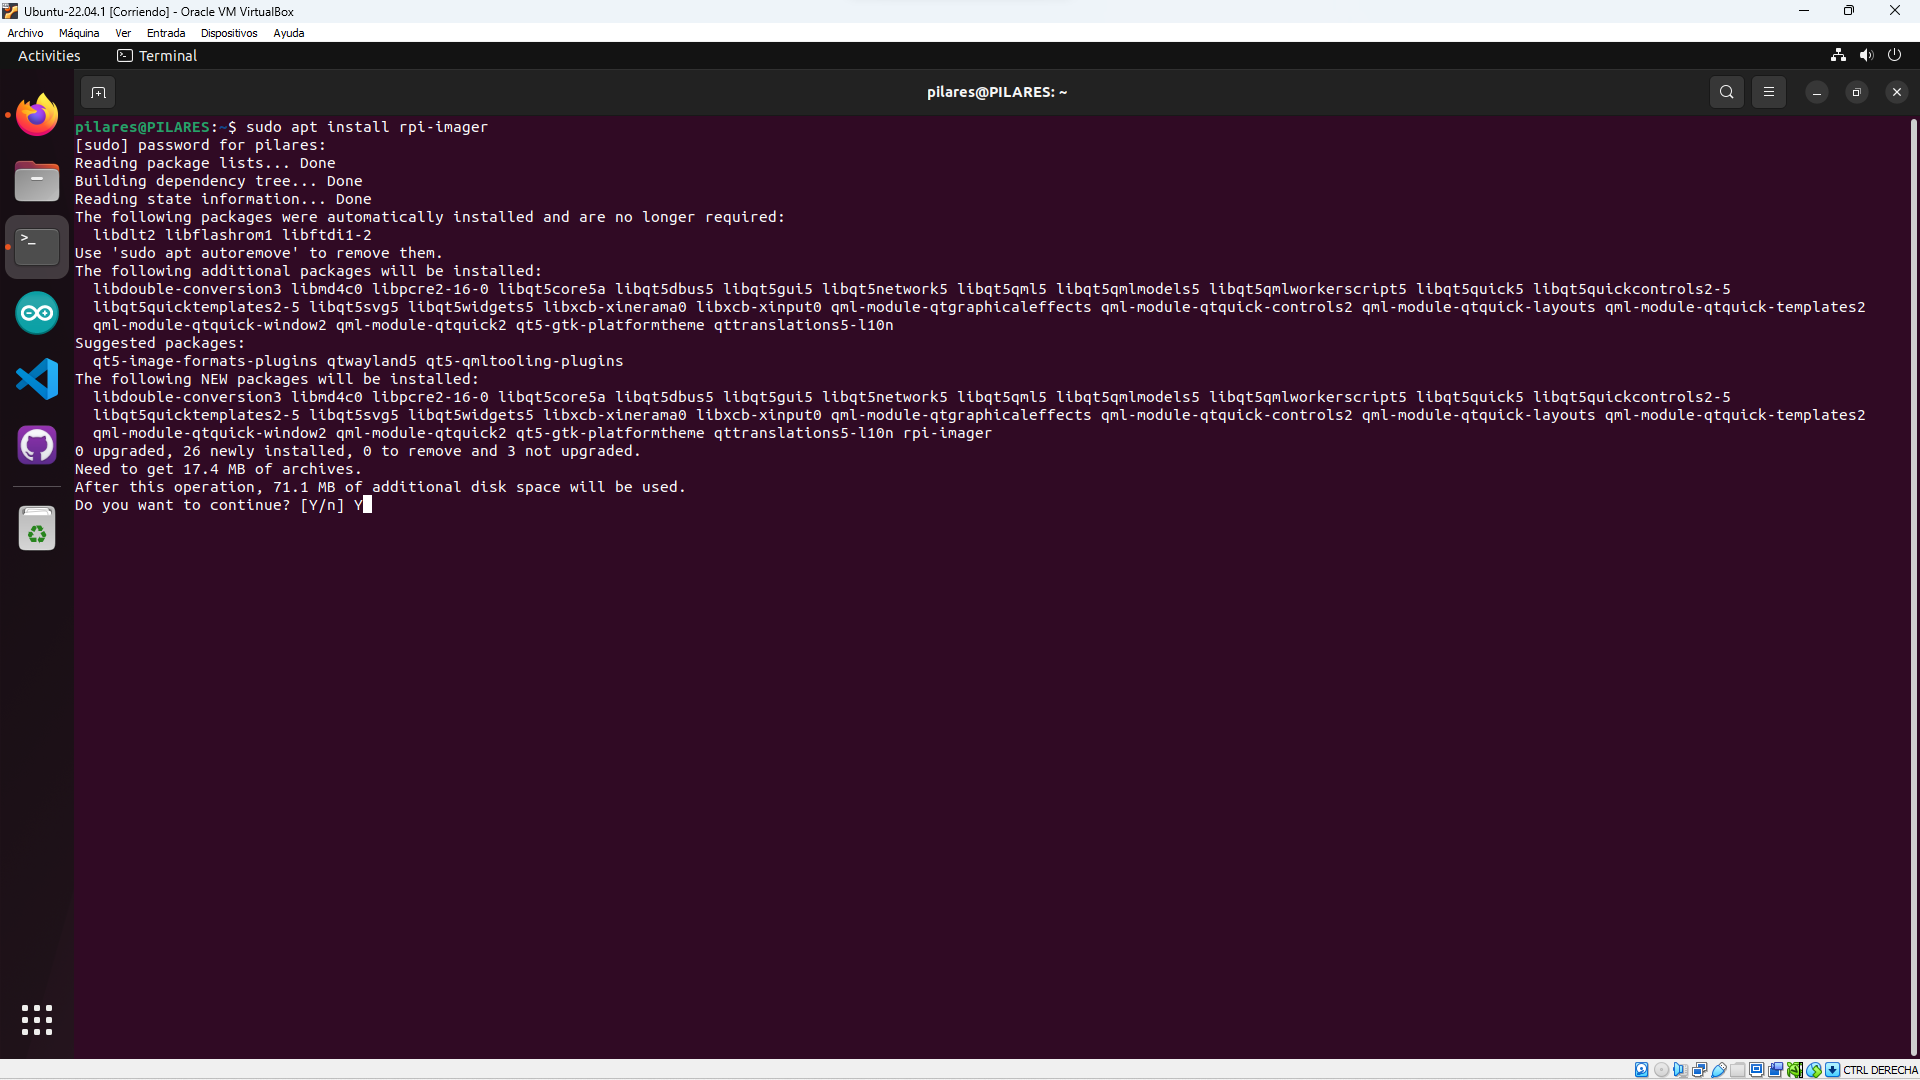 Ubuntu-22.04.1 [Corriendo] - Oracle VM VirtualBox
Archivo Máquina Ver Entrada Dispositivos Ayuda
Activities Terminal
pilares@PILARES: ~
pilares@PILARES:~$ sudo apt install rpi-imager
[sudo] password for pilares:
Reading package lists... Done
Building dependency tree... Done
Reading state information... Done
The following packages were automatically installed and are no longer required:
libdlt2 libflashrom1 libftdi1-2
Use 'sudo apt autoremove' to remove them.
The following additional packages will be installed:
libdouble-conversion3 libmd4c0 libpcre2-16-0 libqt5core5a libqt5dbus5 libqt5gui5 libqt5network5 libqt5qml5 libqt5qmlmodels5 libqt5qmlworkerscript5 libqt5quick5 libqt5quickcontrols2-5
libqt5quicktemplates2-5 libqt5svg5 libqt5widgets5 libxcb-xinerama0 libxcb-xinput0 qml-module-qtgraphicaleffects qml-module-qtquick-controls2 qml-module-qtquick-layouts qml-module-qtquick-templates2
qml-module-qtquick-window2 qml-module-qtquick2 qt5-gtk-platformtheme qttranslations5-l10n
Suggested packages:
qt5-image-formats-plugins qtwayland5 qt5-qmltooling-plugins
The following NEW packages will be installed:
libdouble-conversion3 libmd4c0 libpcre2-16-0 libqt5core5a libqt5dbus5 libqt5gui5 libqt5network5 libqt5qml5 libqt5qmlmodels5 libqt5qmlworkerscript5 libqt5quick5 libqt5quickcontrols2-5
libqt5quicktemplates2-5 libqt5svg5 libqt5widgets5 libxcb-xinerama0 libxcb-xinput0 qml-module-qtgraphicaleffects qml-module-qtquick-controls2 qml-module-qtquick-layouts qml-module-qtquick-templates2
qml-module-qtquick-window2 qml-module-qtquick2 qt5-gtk-platformtheme qttranslations5-l10n rpi-imager
0 upgraded, 26 newly installed, 0 to remove and 3 not upgraded.
Need to get 17.4 MB of archives.
After this operation, 71.1 MB of additional disk space will be used.
Do you want to continue? [Y/n] Y
CTRL DERECHA